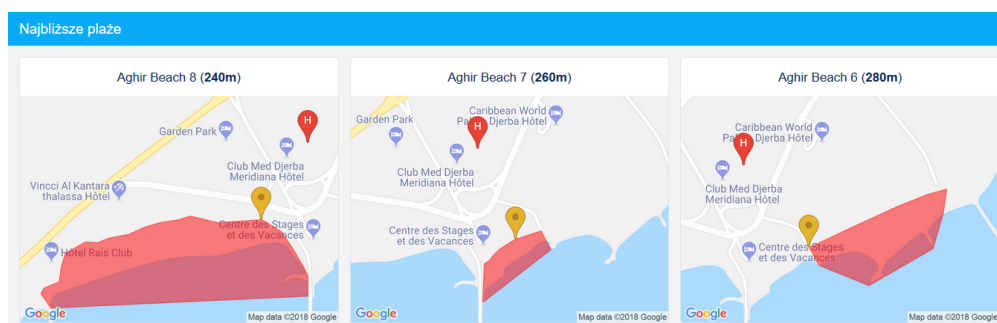 Najbliższe plaże
Aghir Beach 8 (240m)
Garden Park
H
Club Med Djerba
Meridiana Hôtel
Vincci Al Kantara
thalassa Hôtel
Centre des Stages
et des Vacances
Hôtel Rais Club
Google
Map data ©2018 Google
Aghir Beach 7 (260m)
Caribbean World
Garden Park
H
Djerba Hôtel
Club Med Djerba
Meridiana Hôtel
Centre des Stages
et des Vacances
Google
Map data ©2018 Google
Aghir Beach 6 (280m)
Caribbean World
H
Djerba Hôtel
Club Med Djerba
Meridiana Hôtel
Centre des Stages
et des Vacances
Google
Map data ©2018 Google